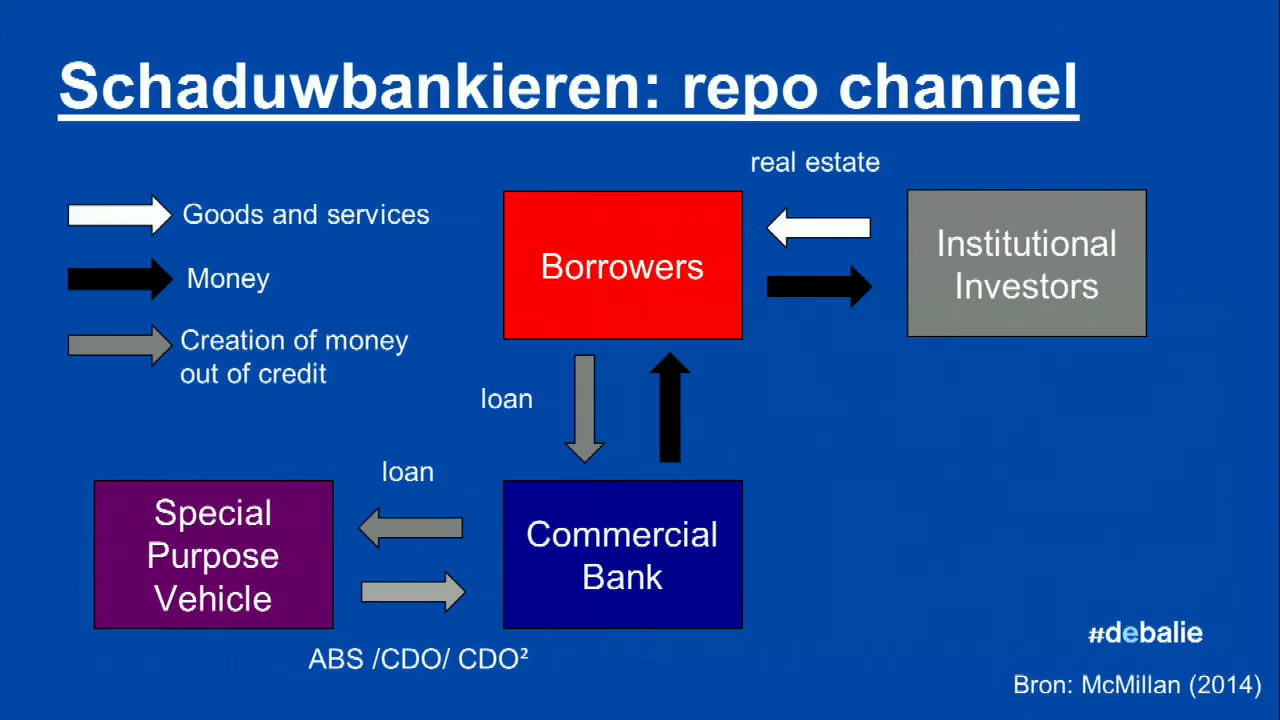 Schaduwbankieren: repo channel
real estate
Goods and services
Money
Creation of money
out of credit
Borrowers
Institutional
Investors
loan
loan
Special
Purpose
Vehicle
Commercial
Bank
ABS /CDO/ CDO²
#debalie
Bron: McMillan (2014)